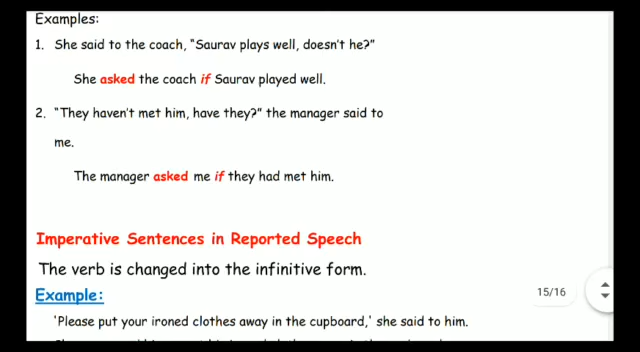 Examples:
1. She said to the coach, "Saurav plays well, doesn't he?"
She asked the coach if Saurav played well.
2. "They haven't met him, have they?" the manager said to
me.
The manager asked me if they had met him.
Imperative Sentences in Reported Speech
The verb is changed into the infinitive form.
15/16
Example:
'Please put your ironed clothes away in the cupboard,' she said to him.